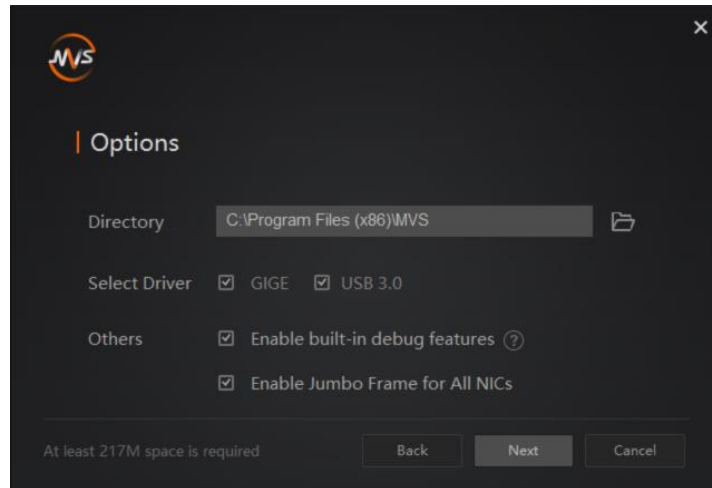 MVS
Options
Directory C:\Program Files (x86)\MVS
Select Driver GIGE USB 3.0
Others Enable built-in debug features ?
Enable Jumbo Frame for All NICs
At least 217M space is required Back Next Cancel